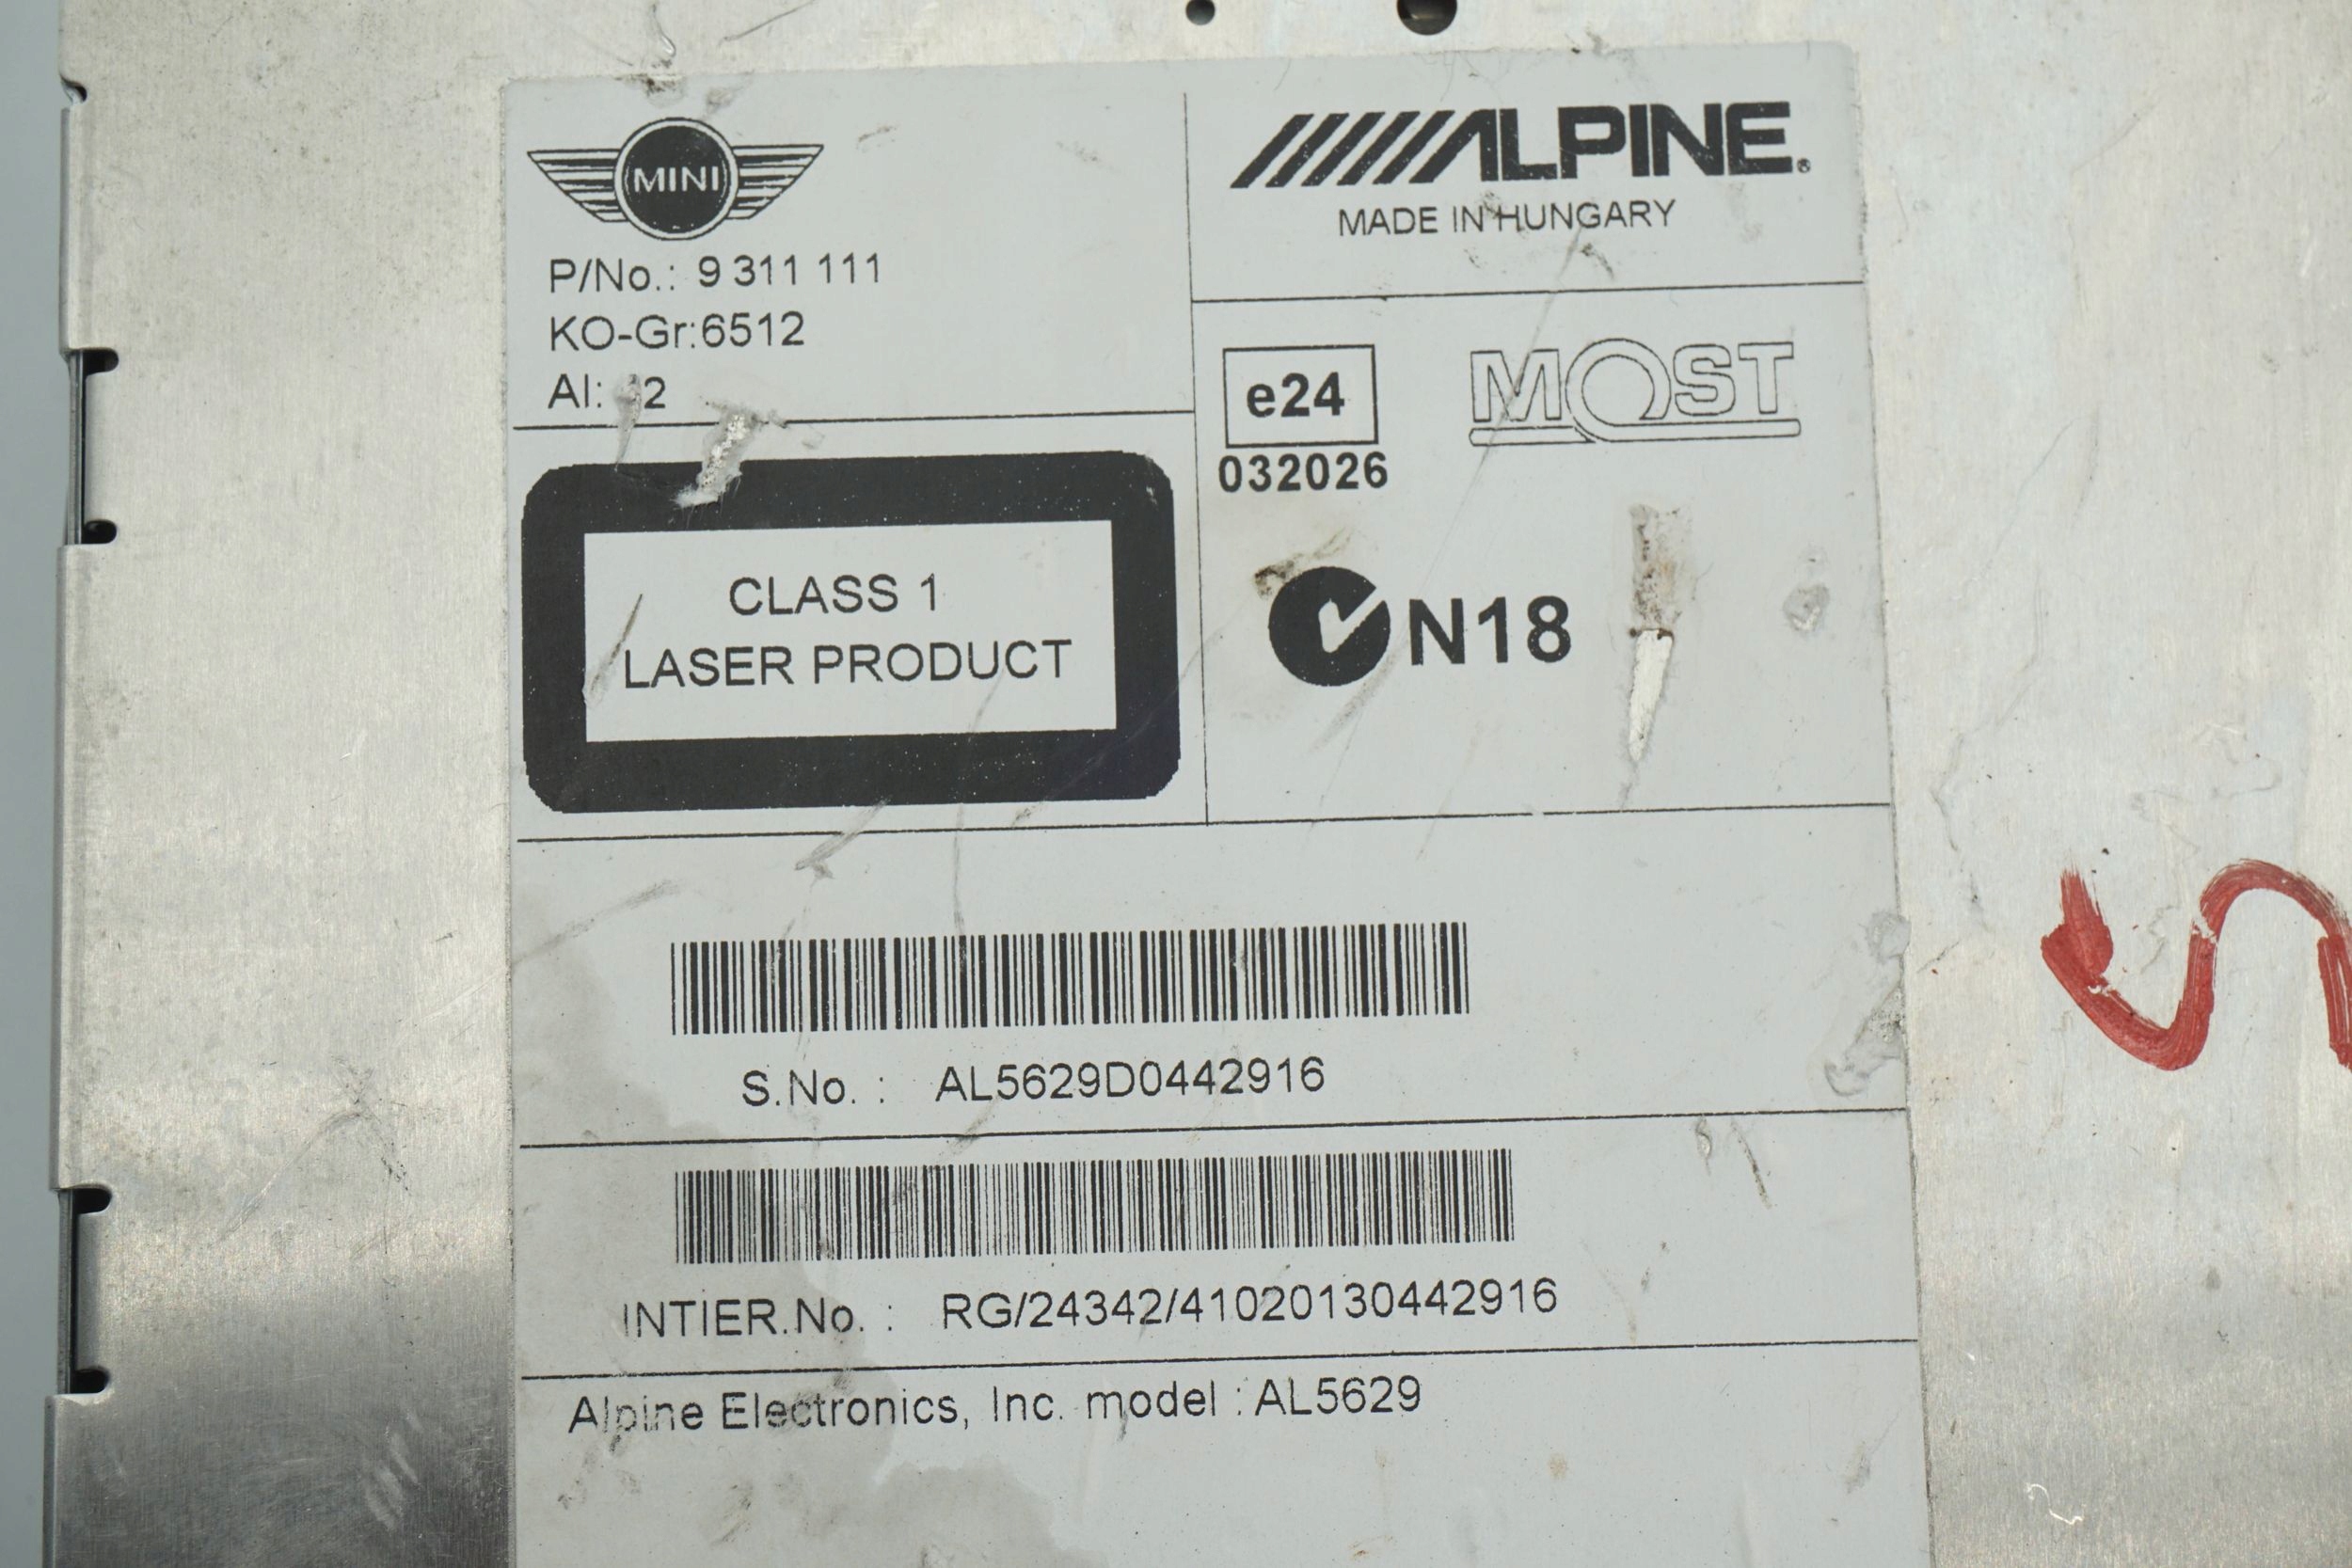 MINI
P/No.: 9 311 111
KO-Gr:6512
AI:
ALPINE®
MADE IN HUNGARY
e24
032026
MOST
N18
CLASS 1
LASER PRODUCT
S.No. : AL5629D0442916
INTIER.No. : RG/24342/41020130442916
Alpine Electronics, Inc. model : AL5629